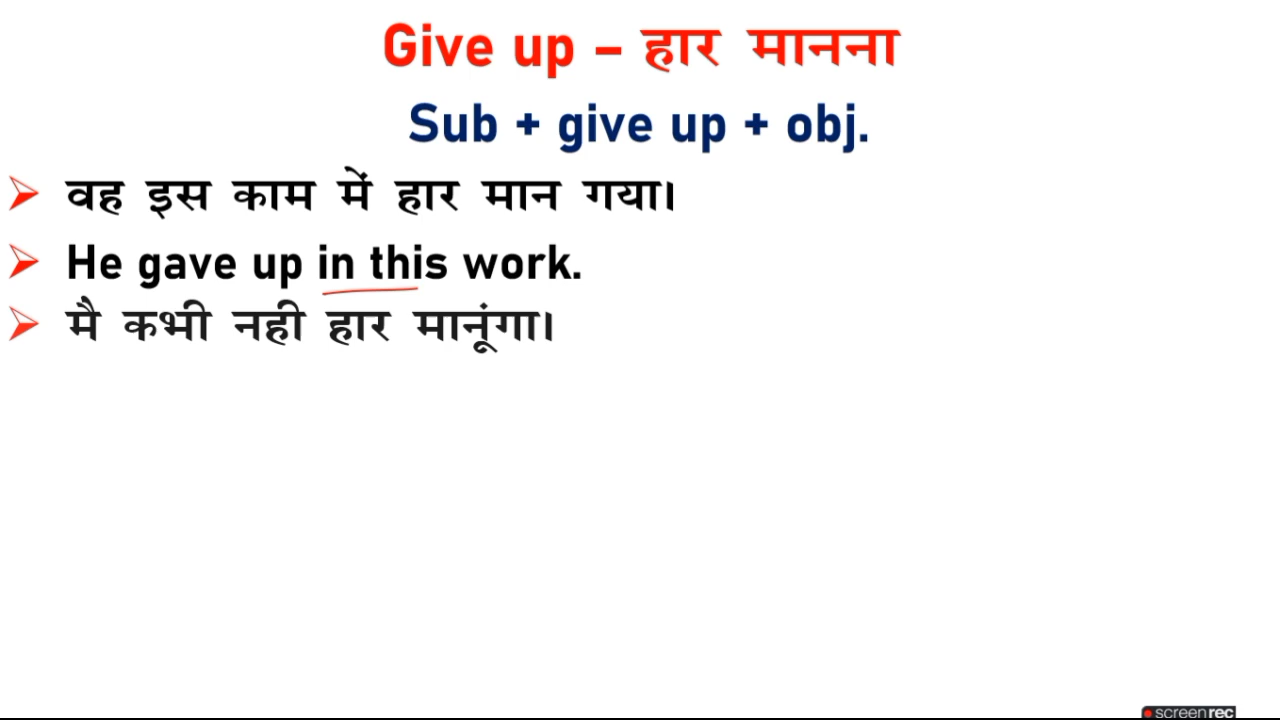 Give up – हार मानना
Sub + give up + obj.
➢ वह इस काम में हार मान गया।
➢ He gave up in this work.
➢ मै कभी नही हार मानूंगा।
screenrec